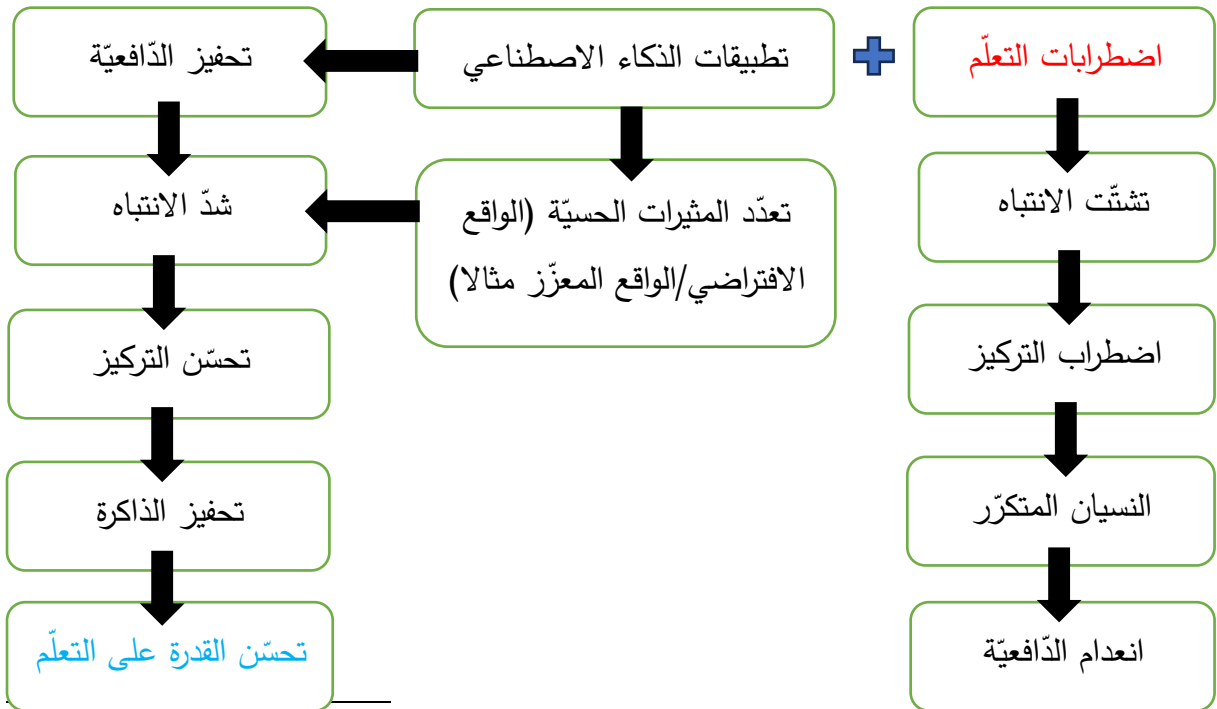 اضطرابات التعلّم
تطبيقات الذكاء الاصطناعي
تحفيز الدّافعيّة
تشتّت الانتباه
تعدّد المثيرات الحسيّة (الواقع
الافتراضي/الواقع المعزّز مثالا)
شدّ الانتباه
اضطراب التركيز
تحسّن التركيز
النسيان المتكرّر
تحفيز الذاكرة
انعدام الدّافعيّة
تحسّن القدرة على التعلّم